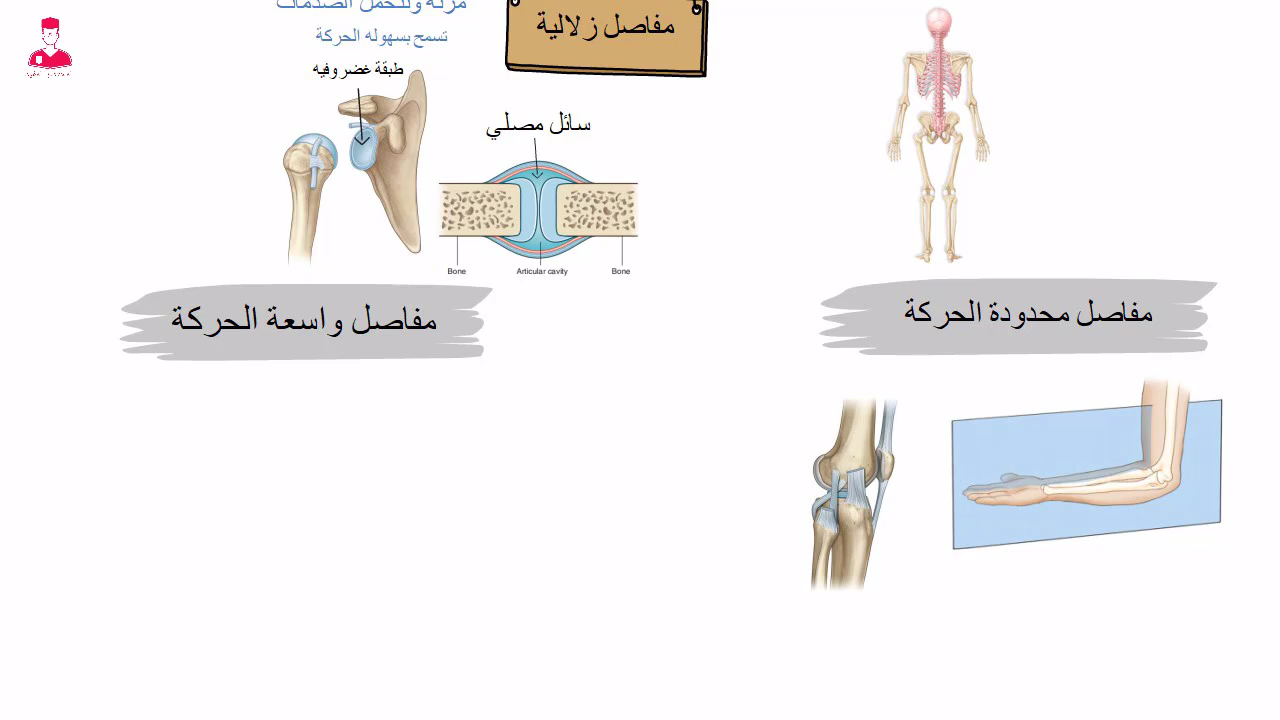 مفاصل زلالية
مرنة وتتحمل الصدمات
تسمح بسهوله الحركة
طبقة غضروفيه
سائل مصلي
Bone
Articular cavity
Bone
مفاصل محدودة الحركة
مفاصل واسعة الحركة